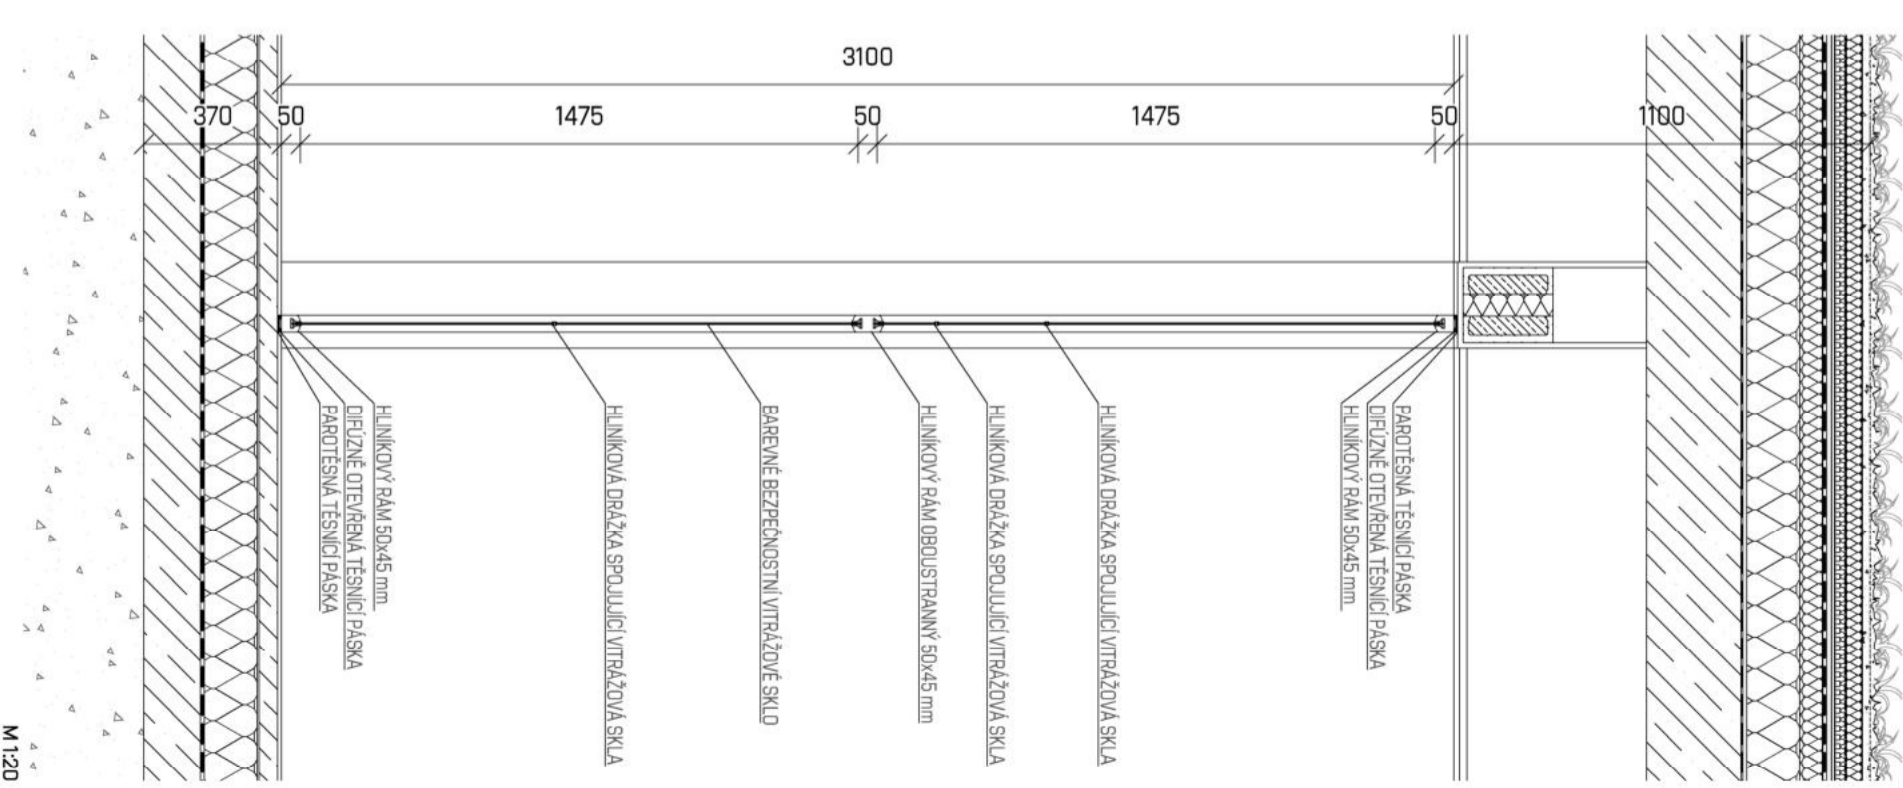 3100
370
50
1475
50
1475
50
1100
HLINÍKOVÝ RÁM 50x45 mm
DIFÚZNĚ OTEVŘENÁ TĚSNÍCÍ PÁSKA
PAROTĚSNÁ TĚSNÍCÍ PÁSKA
HLINÍKOVÁ DRÁŽKA SPOJUJÍCÍ VITRÁŽOVÁ SKLA
BAREVNÉ BEZPEČNOSTNÍ VITRÁŽOVÉ SKLO
HLINÍKOVÝ RÁM OBOUSTRANNÝ 50x45 mm
HLINÍKOVÁ DRÁŽKA SPOJUJÍCÍ VITRÁŽOVÁ SKLA
HLINÍKOVÁ DRÁŽKA SPOJUJÍCÍ VITRÁŽOVÁ SKLA
PAROTĚSNÁ TĚSNÍCÍ PÁSKA
DIFÚZNĚ OTEVŘENÁ TĚSNÍCÍ PÁSKA
HLINÍKOVÝ RÁM 50x45 mm
M 1:20